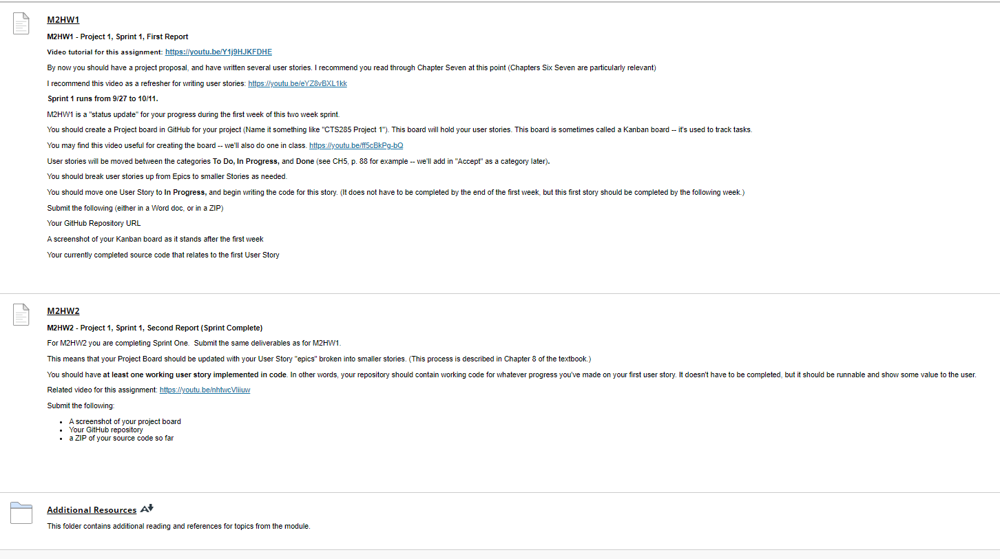 M2HW1
M2HW1 - Project 1, Sprint 1, First Report
Video tutorial for this assignment: https://youtu.be/Y1j9HJKFDHE
By now you should have a project proposal, and have written several user stories. I recommend you read through Chapter Seven at this point (Chapters Six Seven are particularly relevant)
I recommend this video as a refresher for writing user stories: https://youtu.be/eYZ8vBXL1kk
Sprint 1 runs from 9/27 to 10/11.
M2HW1 is a "status update" for your progress during the first week of this two week sprint.
You should create a Project board in GitHub for your project (Name it something like "CTS285 Project 1"). This board will hold your user stories. This board is sometimes called a Kanban board -- it's used to track tasks.
You may find this video useful for creating the board -- we'll also do one in class. https://youtu.be/ff5cBkPg-bQ
User stories will be moved between the categories To Do, In Progress, and Done (see CH5, p. 88 for example -- we'll add in "Accept" as a category later).
You should break user stories up from Epics to smaller Stories as needed.
You should move one User Story to In Progress, and begin writing the code for this story. (It does not have to be completed by the end of the first week, but this first story should be completed by the following week.)
Submit the following (either in a Word doc, or in a ZIP)
Your GitHub Repository URL
A screenshot of your Kanban board as it stands after the first week
Your currently completed source code that relates to the first User Story
M2HW2
M2HW2 - Project 1, Sprint 1, Second Report (Sprint Complete)
For M2HW2 you are completing Sprint One.  Submit the same deliverables as for M2HW1.
This means that your Project Board should be updated with your User Story "epics" broken into smaller stories. (This process is described in Chapter 8 of the textbook.)
You should have at least one working user story implemented in code. In other words, your repository should contain working code for whatever progress you've made on your first user story. It doesn't have to be completed, but it should be runnable and show some value to the user.
Related video for this assignment:
Submit the following:
• A screenshot of your project board
• Your GitHub repository
• a ZIP of your source code so far
Additional Resources
This folder contains additional reading and references for topics from the module.